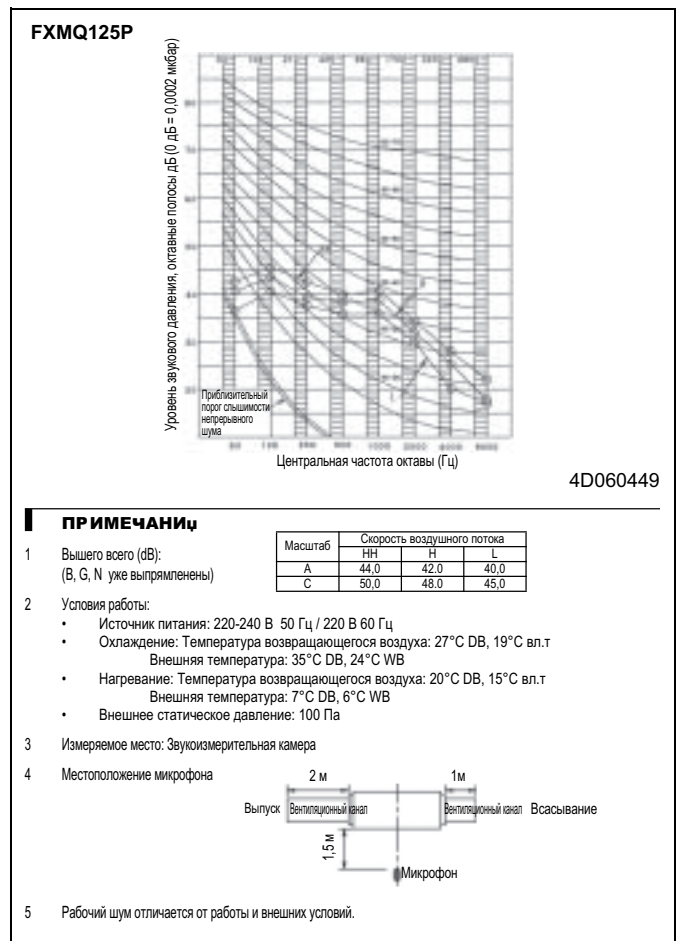 FXMQ125P
Уровень звукового давления, октавные полосы дБ (0 дБ = 0,0002 мкбар)
Приблизительный
порог слышимости
непрерывного
шума
Центральная частота октавы (Гц)
4D060449
ПРИМЕЧАНИџ
1 Вышего всего (dB):
(B, G, N уже выпрямленены)
Масштаб Скорость воздушного потока
HH H L
A 44,0 42.0 40,0
C 50,0 48.0 45,0
2 Условия работы:
• Источник питания: 220-240 В 50 Гц / 220 В 60 Гц
• Охлаждение: Температура возвращающегося воздуха: 27°C DB, 19°C вл.т
Внешняя температура: 35°C DB, 24°C WB
• Нагревание: Температура возвращающегося воздуха: 20°C DB, 15°C вл.т
Внешняя температура: 7°C DB, 6°C WB
• Внешнее статическое давление: 100 Па
3 Измеряемое место: Звукоизмерительная камера
4 Местоположение микрофона
2 м 1м
Выпуск Вентиляционный канал Вентиляционный канал Всасывание
1,5 м
Микрофон
5 Рабочий шум отличается от работы и внешних условий.